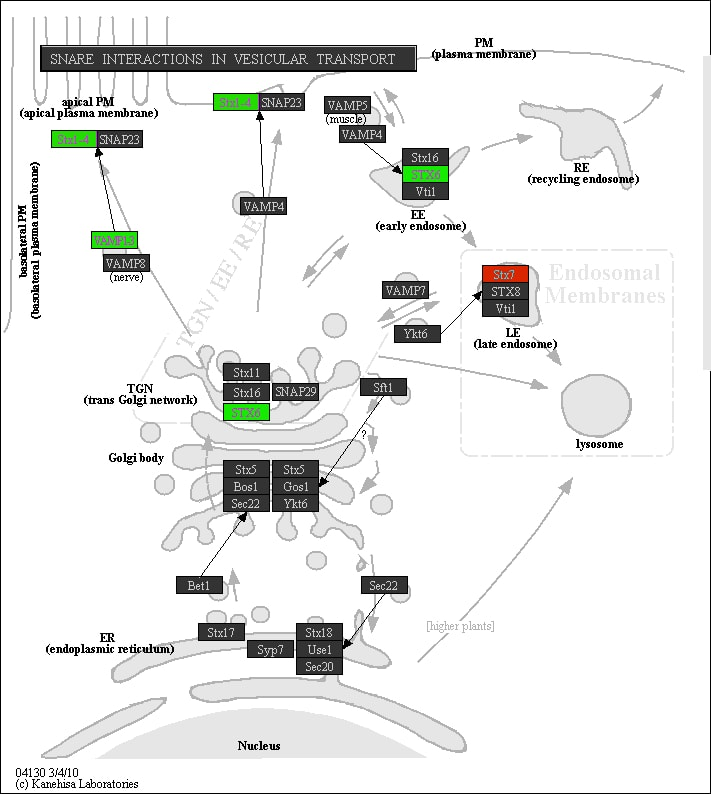 SNARE INTERACTIONS IN VESICULAR TRANSPORT
PM
(plasma membrane)
apical PM
(apical plasma membrane)
Stx1-4 SNAP23
Stx1-4 SNAP23
VAMP5
(muscle)
VAMP4
Stx16
STX6
Vti1
EE
(early endosome)
RE
(recycling endosome)
basolateral PM
(basolateral plasma membrane)
VAMP4
VAMP1-3
VAMP8
(nerve)
TGN / EE / RE
VAMP7
Ykt6
Endosomal
Membranes
Stx7
STX8
Vti1
LE
(late endosome)
lysosome
TGN
(trans Golgi network)
Stx11
Stx16 SNAP29
STX6
Sft1
?
Golgi body
Stx5 Stx5
Bos1 Gos1
Sec22 Ykt6
Bet1
Sec22
[higher plants]
ER
(endoplasmic reticulum)
Stx17
Syp7
Stx18
Use1
Sec20
Nucleus
04130 3/4/10
(c) Kanehisa Laboratories